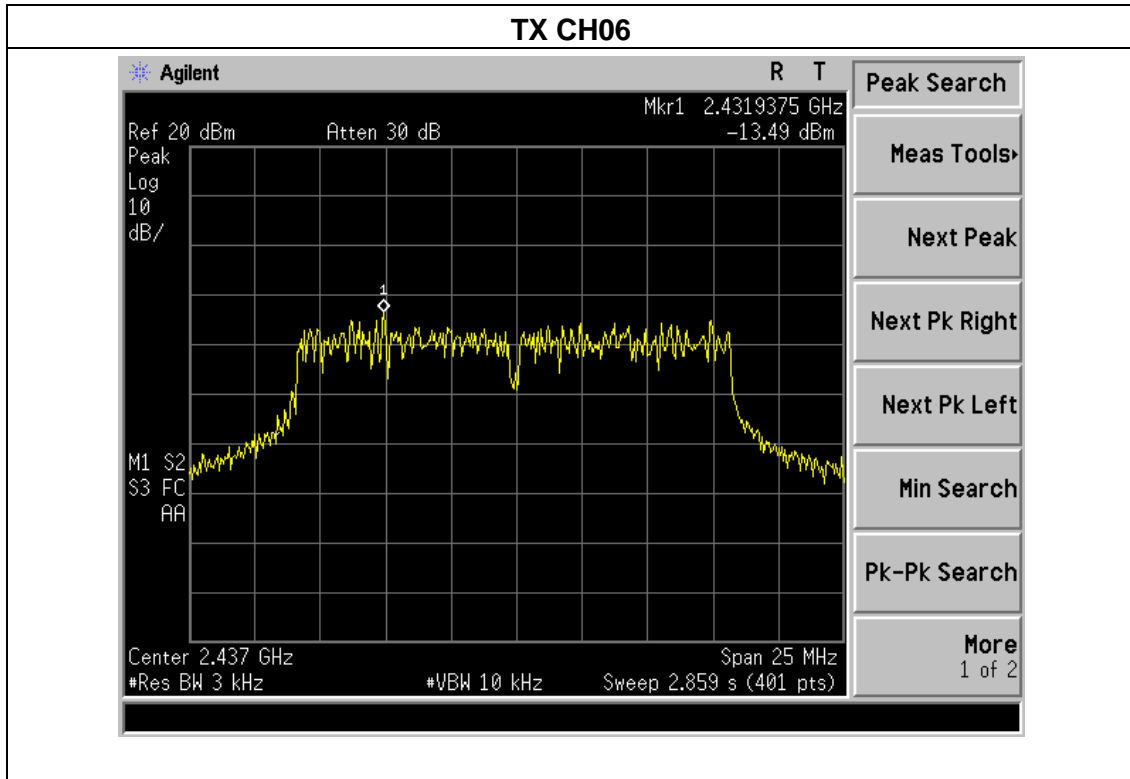 TX CH06
Agilent R T
Peak Search
Mkr1 2.4319375 GHz
Ref 20 dBm Atten 30 dB -13.49 dBm
Peak
Log
10
dB/
1
M1 S2
S3 FC
AA
Center 2.437 GHz Span 25 MHz
#Res BW 3 kHz #VBW 10 kHz Sweep 2.859 s (401 pts)
Meas Tools
Next Peak
Next Pk Right
Next Pk Left
Min Search
Pk-Pk Search
More
1 of 2